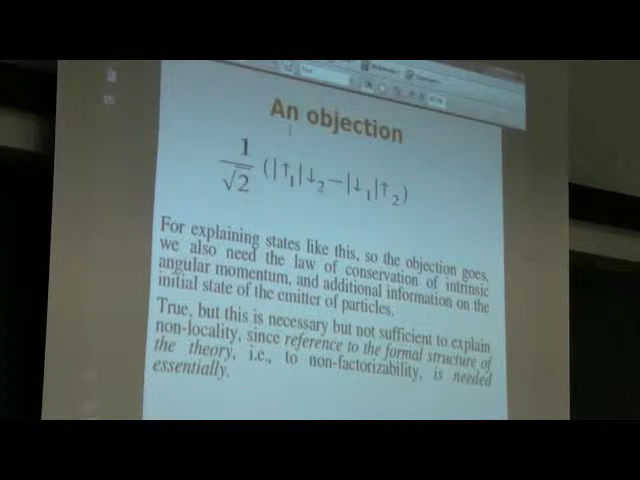 An objection
1/√2 (|↑₁|↓₂−|↓₁|↑₂)
For explaining states like this, so the objection goes,
we also need the law of conservation of intrinsic
angular momentum, and additional information on the
initial state of the emitter of particles.
True, but this is necessary but not sufficient to explain
non-locality, since reference to the formal structure of
the theory, i.e., to non-factorizability, is needed
essentially.